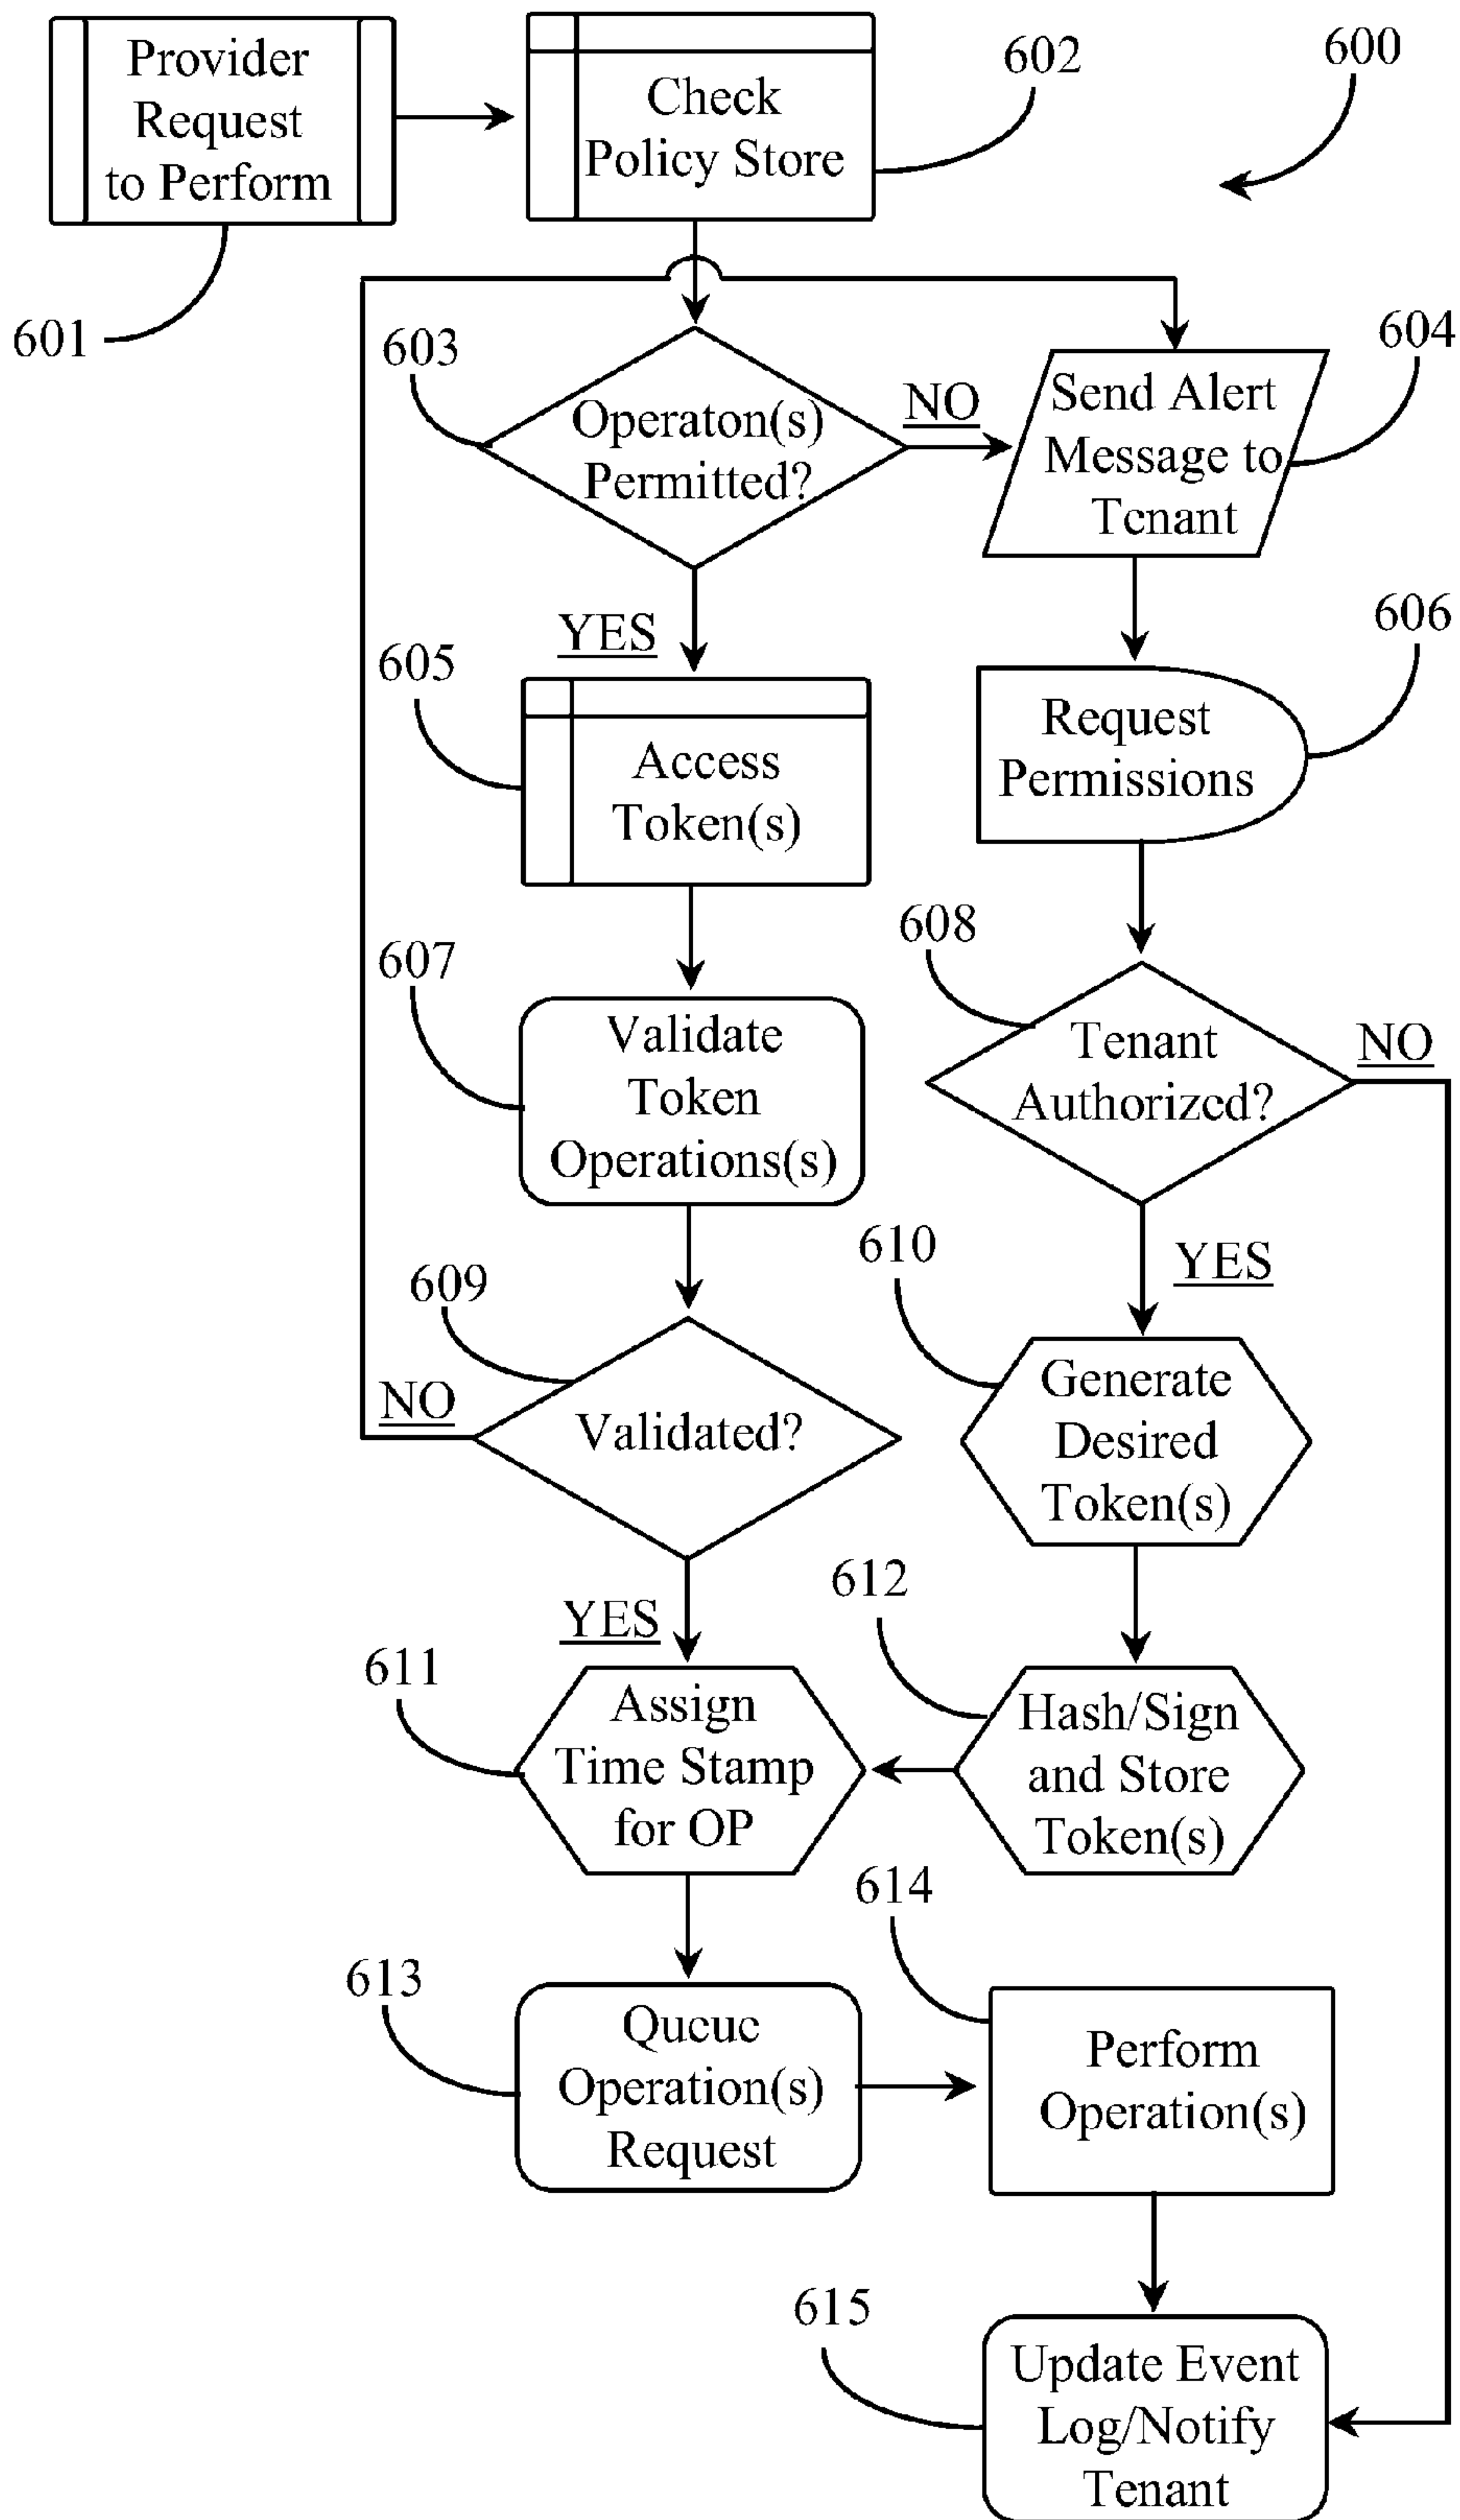 Provider
Request
to Perform
Check
Policy Store
602
600
601
603
Operaton(s)
Permitted?
NO
Send Alert
Message to
Tenant
604
YES
605
Access
Token(s)
Request
Permissions
606
607
Validate
Token
Operations(s)
608
Tenant
Authorized?
NO
609
NO
Validated?
YES
610
Generate
Desired
Token(s)
YES
611
Assign
Time Stamp
for OP
612
Hash/Sign
and Store
Token(s)
613
Queue
Operation(s)
Request
614
Perform
Operation(s)
615
Update Event
Log/Notify
Tenant